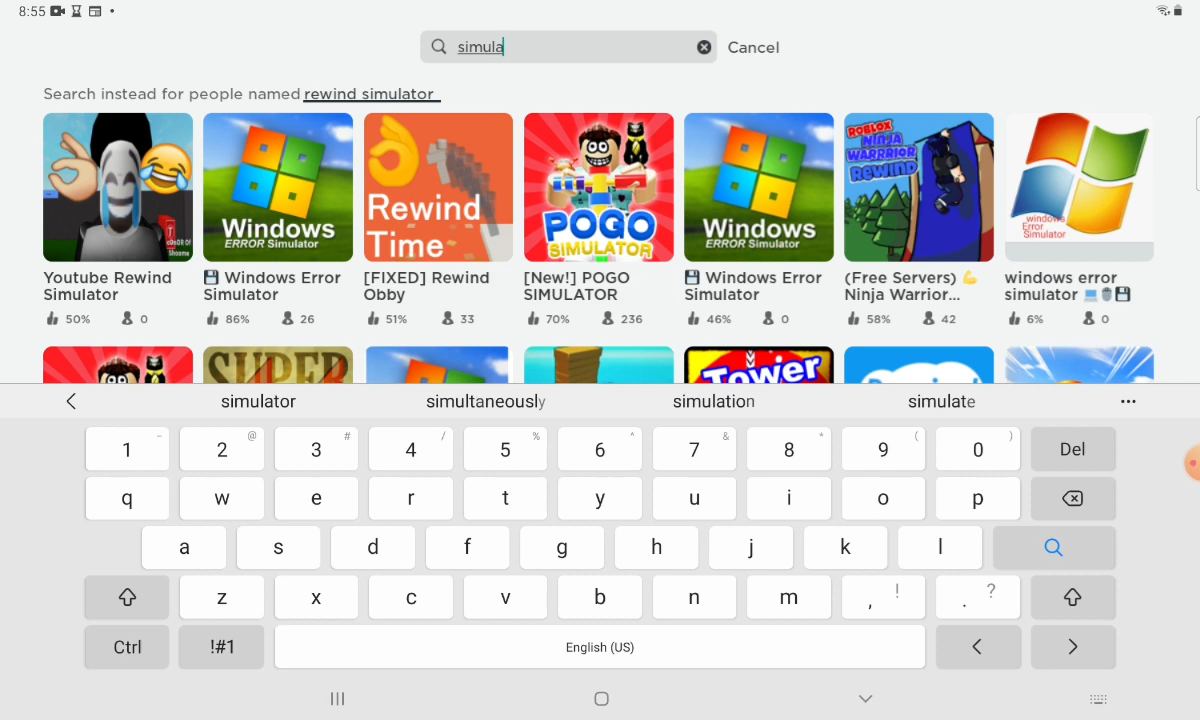 8:55
simula
Cancel
Search instead for people named rewind simulator
Windows
ERROR Simulator
Rewind
Time
POGO
SIMULATOR
Windows
ERROR Simulator
ROBLOX
NINJA
WARRRIOR
REWIND
windows
Error
Simulator
Youtube Rewind
Simulator
💾 Windows Error
Simulator
[FIXED] Rewind
Obby
[New!] POGO
SIMULATOR
💾 Windows Error
Simulator
(Free Servers) 💪
Ninja Warrior...
windows error
simulator 💻🗑️💾
50% 0
86% 26
51% 33
70% 236
46% 0
58% 42
6% 0
SUPER
Tower
simulator simultaneously simulation simulate ...
1 - 2 @ 3 # 4 / 5 % 6 ^ 7 & 8 * 9 ( 0 ) Del
q w e r t y u i o p
a s d f g h j k l
z x c v b n m , ! . ?
Ctrl !#1 English (US) < >